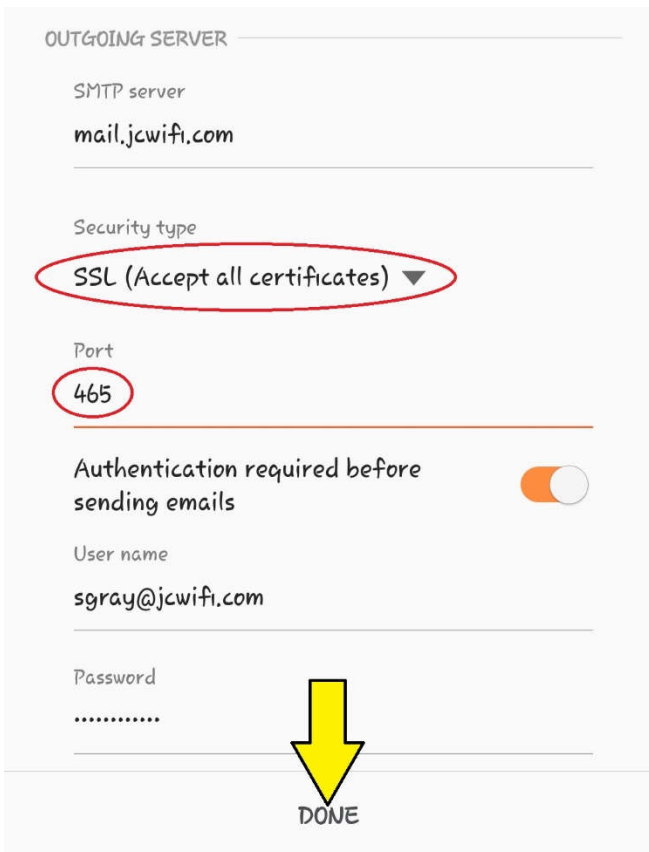 OUTGOING SERVER
SMTP server
mail.jcwifi.com
Security type
SSL (Accept all certificates)
Port
465
Authentication required before
sending emails
User name
sgray@jcwifi.com
Password
............
DONE